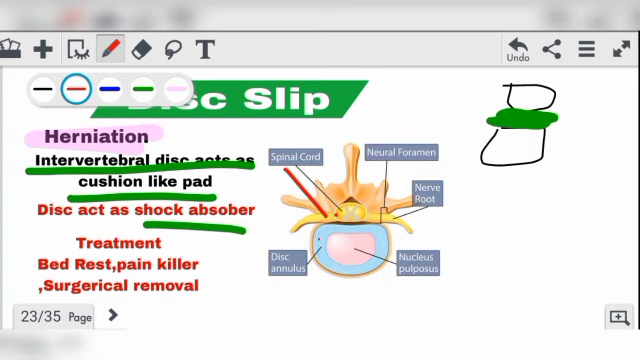 T
Undo
Disc Slip
Herniation
Intervertebral disc acts as
cushion like pad
Disc act as shock absober
Treatment
Bed Rest,pain killer
,Surgerical removal
Spinal Cord
Neural Foramen
Nerve
Root
Disc
annulus
Nucleus
pulposus
23/35 Page